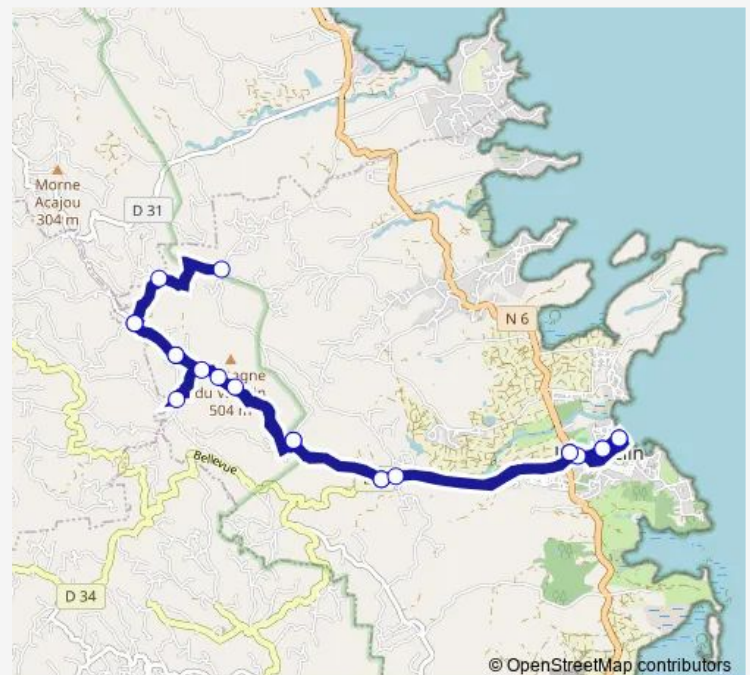 Morne
Acajou
304 m
D 31
N 6
504 m
Bellevue
D 34
© OpenStreetMap contributors